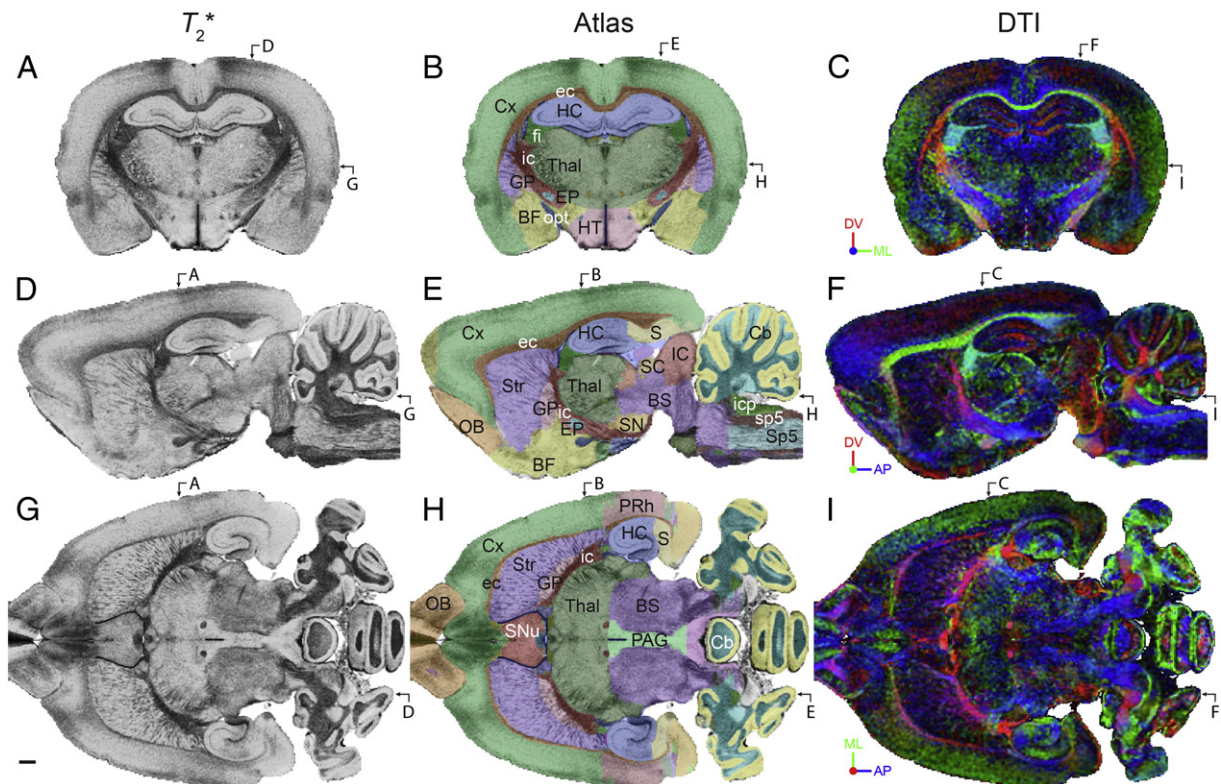 T2* Atlas DTI
D E F
A B C
ec
Cx HC
fi
ic Thal
G GP H I
EP
BF opt
HT
DV
ML
A B C
D E F
Cx HC S Cb
ec
IC
SC
Str Thal
BS
GP
ic icp
G EP SN H I
OB sp5
Sp5
BF
DV
AP
A B C
G H I
PRh
Cx HC
S
ic
Str
ec GP
OB Thal BS
SNu
PAG Cb
D E F
ML
AP